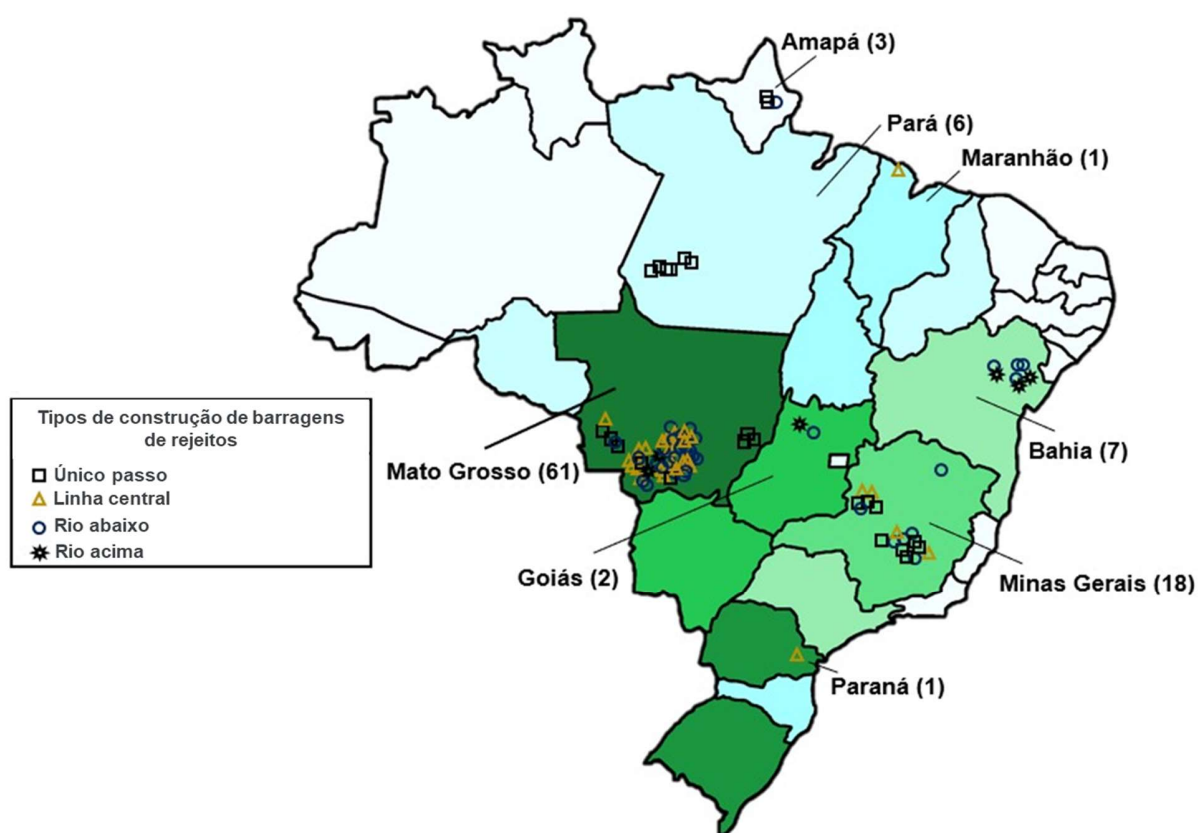 Amapá (3)
Pará (6)
Maranhão (1)
Tipos de construção de barragens
de rejeitos
Único passo
Linha central
Rio abaixo
Rio acima
Mato Grosso (61)
Bahia (7)
Goiás (2)
Minas Gerais (18)
Paraná (1)